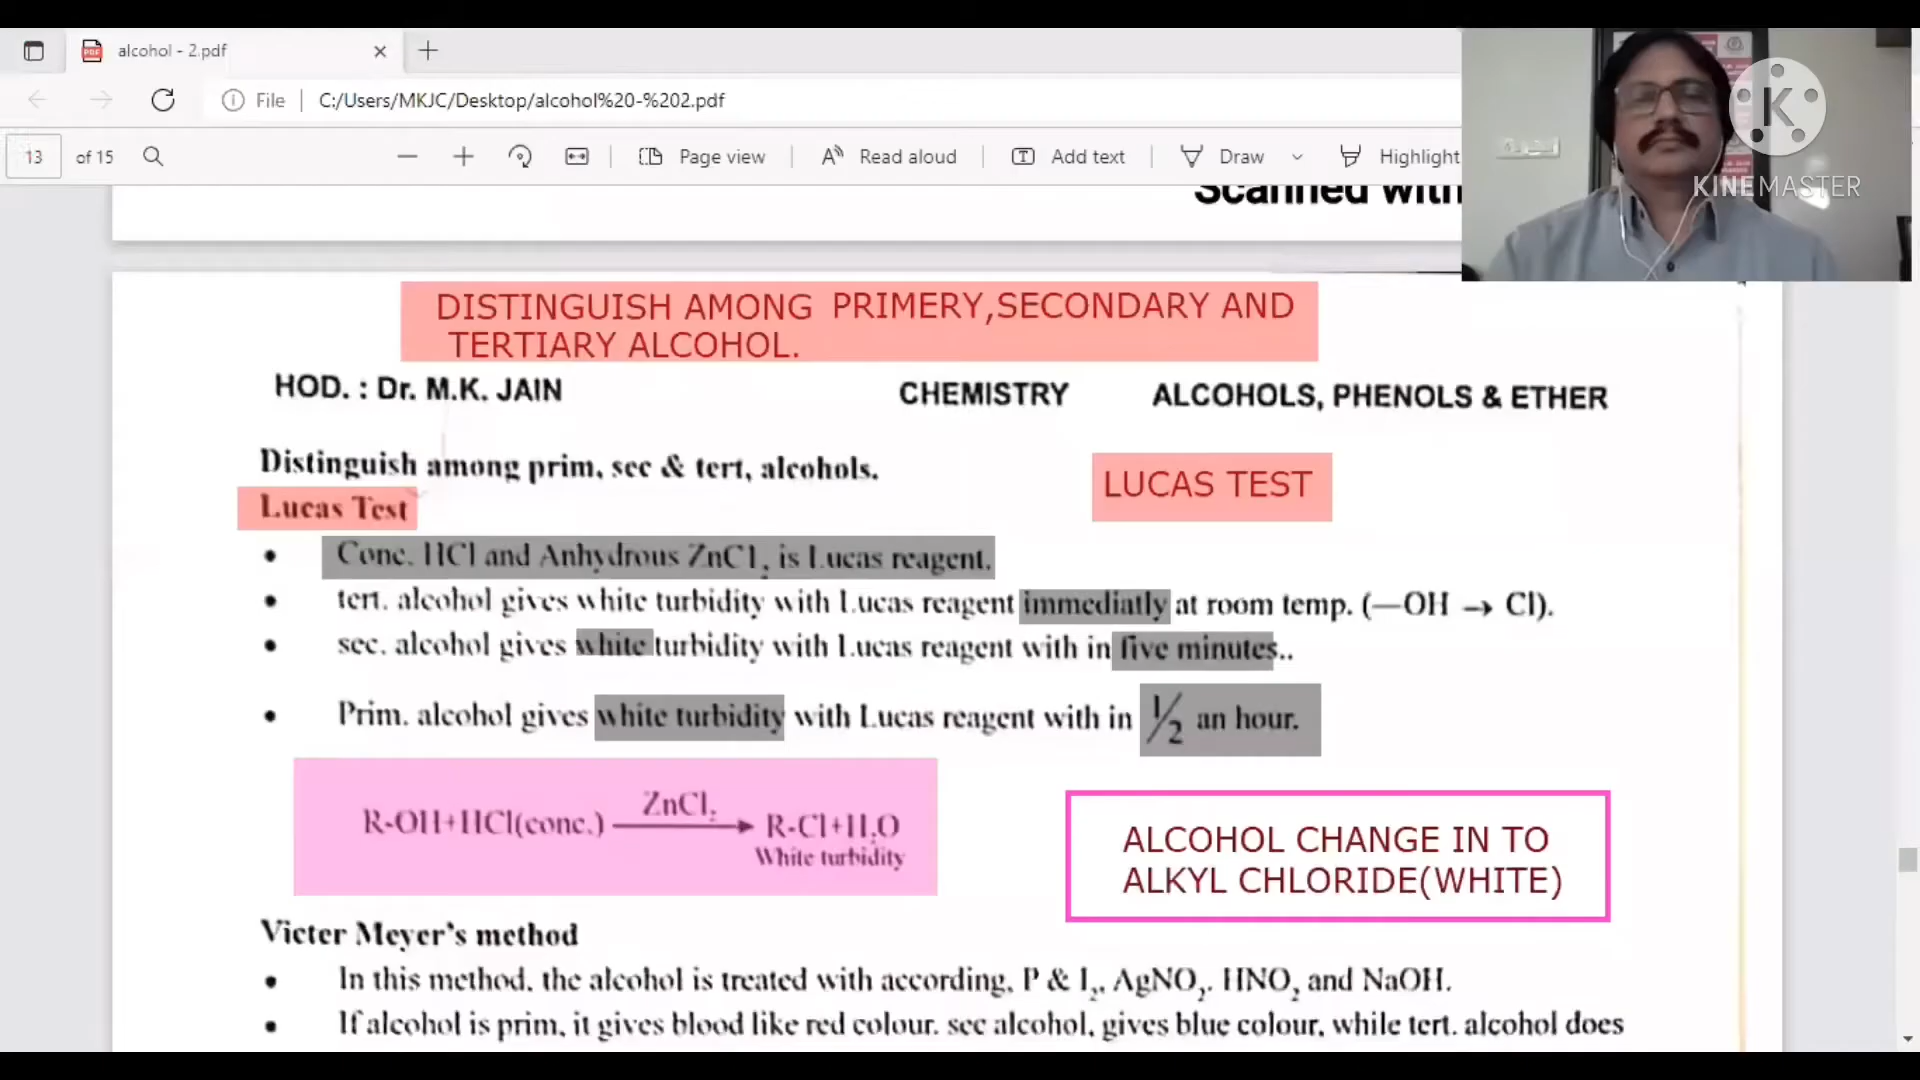 alcohol - 2.pdf
File C:/Users/MKJC/Desktop/alcohol%20-%202.pdf
13 of 15 Page view Read aloud Add text Draw Highlight
K
KINEMASTER
Scanned with
DISTINGUISH AMONG PRIMERY,SECONDARY AND
TERTIARY ALCOHOL.
HOD. : Dr. M.K. JAIN CHEMISTRY ALCOHOLS, PHENOLS & ETHER
Distinguish among prim, sec & tert, alcohols.
LUCAS TEST
Lucas Test
• Conc. HCl and Anhydrous ZnCl₂ is Lucas reagent.
• tert. alcohol gives white turbidity with Lucas reagent immediatly at room temp. (—OH → Cl).
• sec. alcohol gives white turbidity with Lucas reagent with in five minutes..
• Prim. alcohol gives white turbidity with Lucas reagent with in 1/2 an hour.
ZnCl₂
R-OH+HCl(conc.) → R-Cl+H₂O
White turbidity
ALCOHOL CHANGE IN TO
ALKYL CHLORIDE(WHITE)
Victer Meyer's method
• In this method, the alcohol is treated with according, P & I₂, AgNO₂. HNO₂ and NaOH.
• If alcohol is prim, it gives blood like red colour. sec alcohol, gives blue colour, while tert. alcohol does